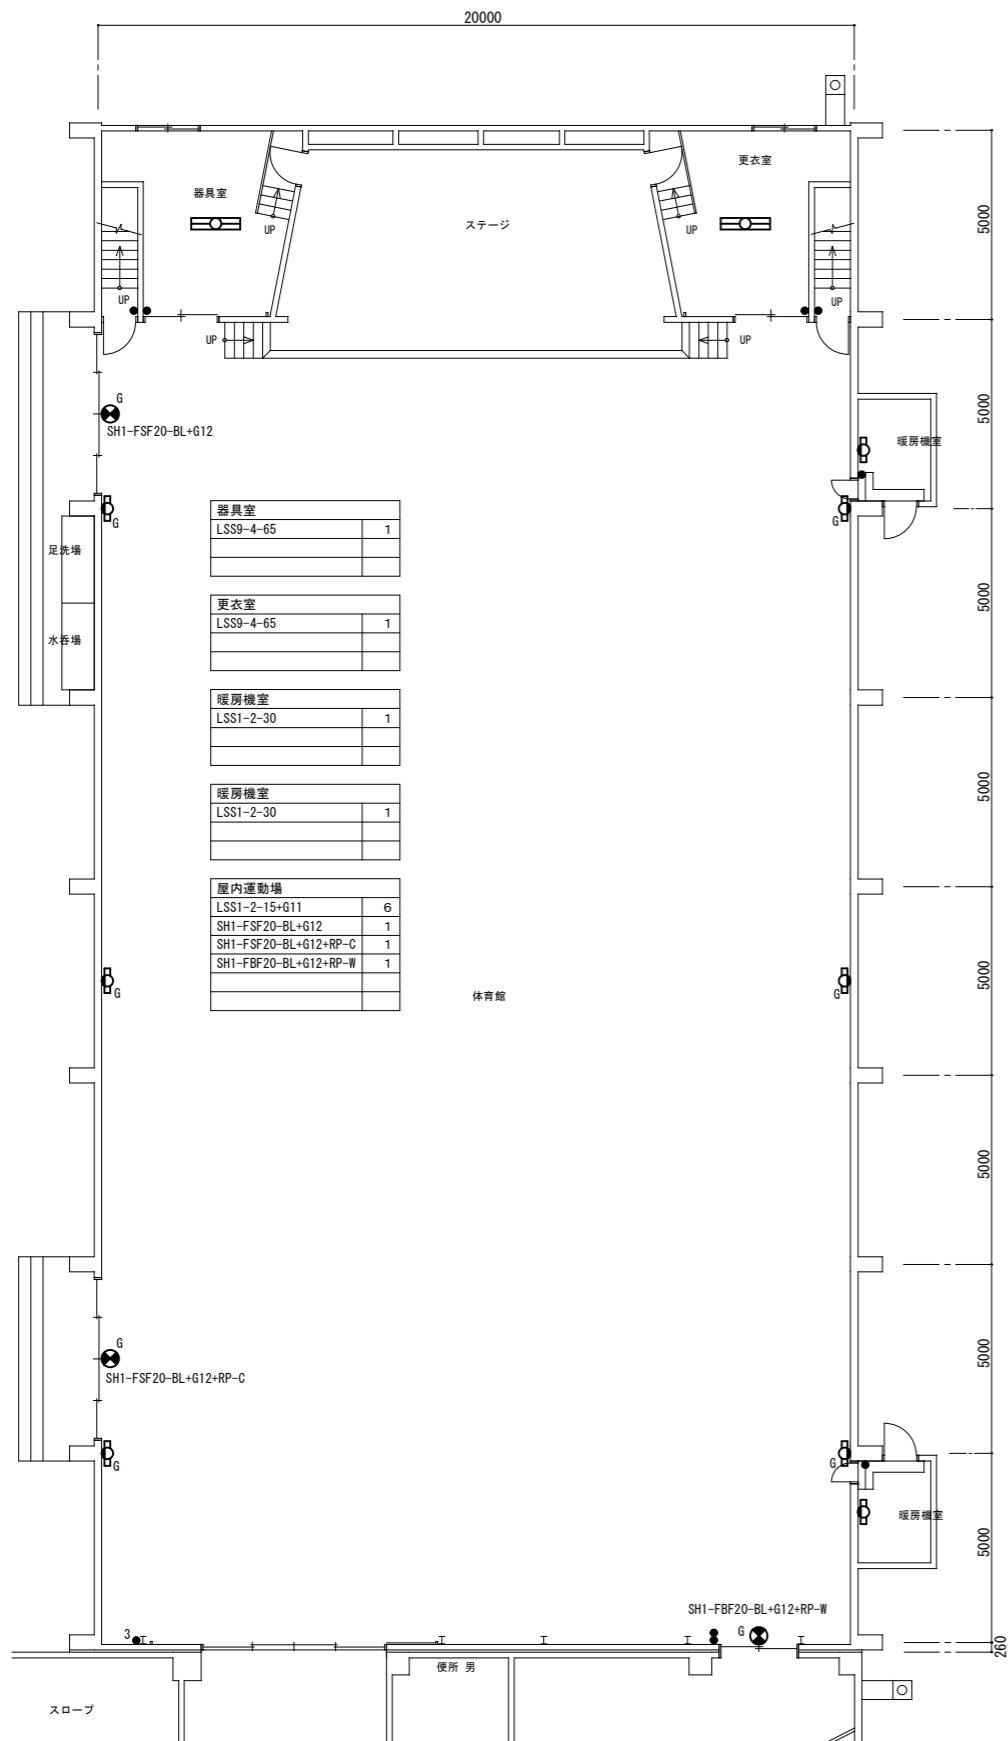 20000
更衣室
器具室
ステージ
UP
UP
UP
UP
UP
UP
5000
G
SH1-FSF20-BL+G12
5000
暖房機室
G
G
足洗場
水呑場
5000
器具室
LSS9-4-65 1
更衣室
LSS9-4-65 1
暖房機室
LSS1-2-30 1
暖房機室
LSS1-2-30 1
屋内運動場
LSS1-2-15+G11 6
SH1-FSF20-BL+G12 1
SH1-FSF20-BL+G12+RP-C 1
SH1-FBF20-BL+G12+RP-W 1
5000
体育館
G
G
5000
5000
G
SH1-FSF20-BL+G12+RP-C
5000
G
G
暖房機室
5000
SH1-FBF20-BL+G12+RP-W
G
3
260
便所 男
スロープ